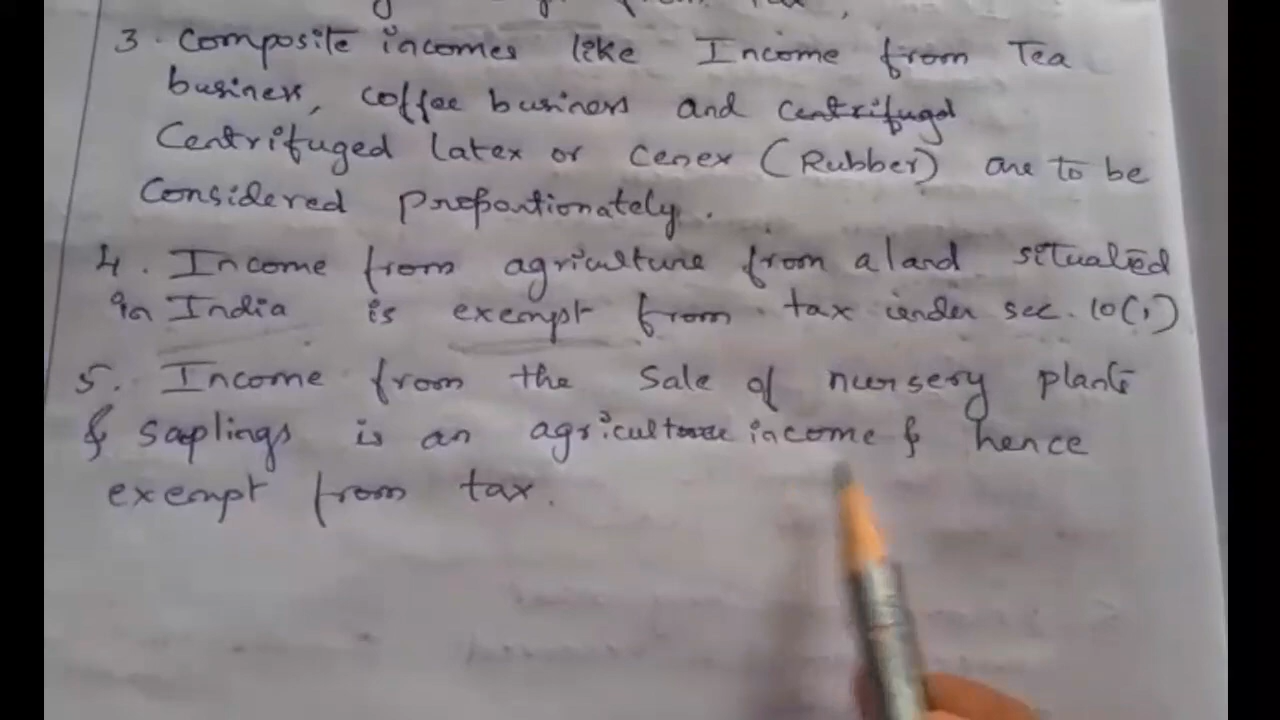 3. Composite incomes like Income from Tea
business, coffee business and centrifugal
Centrifuged latex or cenex (Rubber) are to be
Considered proportionately.
4. Income from agriculture from a land situated
in India is exempt from tax under sec. 10(1)
5. Income from the Sale of nursery plants
& saplings is an agriculture income & hence
exempt from tax.